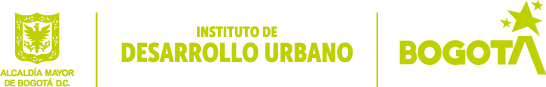 ALCALDÍA MAYOR
DE BOGOTÁ D.C.
INSTITUTO DE
DESARROLLO URBANO
BOGOTÁ